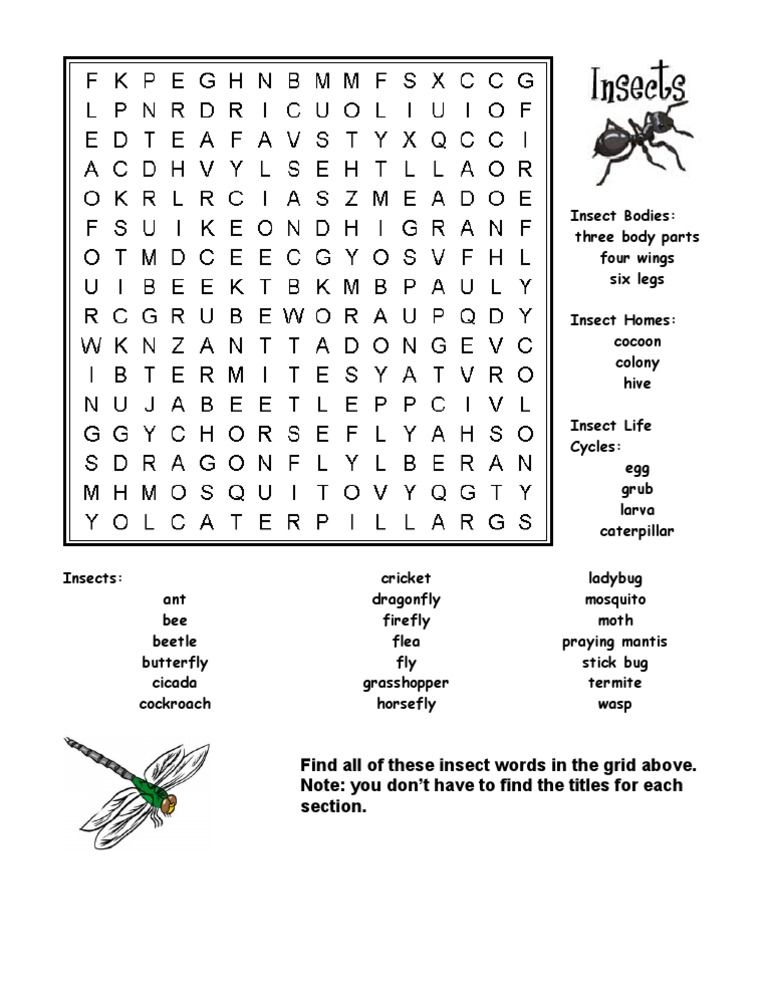 F K P E G H N B M M F S X C C G
L P N R D R I C U O L I U I O F
E D T E A F A V S T Y X Q C C I
A C D H V Y L S E H T L L A O R
O K R L R C I A S Z M E A D O E
F S U I K E O N D H I G R A N F
O T M D C E E C G Y O S V F H L
U I B E E K T B K M B P A U L Y
R C G R U B E W O R A U P Q D Y
W K N Z A N T T A D O N G E V C
I B T E R M I T E S Y A T V R O
N U J A B E E T L E P P C I V L
G G Y C H O R S E F L Y A H S O
S D R A G O N F L Y L B E R A N
M H M O S Q U I T O V Y Q G T Y
Y O L C A T E R P I L L A R G S
Insects
Insect Bodies:
three body parts
four wings
six legs
Insect Homes:
cocoon
colony
hive
Insect Life
Cycles:
egg
grub
larva
caterpillar
Insects:
ant
bee
beetle
butterfly
cicada
cockroach
cricket
dragonfly
firefly
flea
fly
grasshopper
horsefly
ladybug
mosquito
moth
praying mantis
stick bug
termite
wasp
Find all of these insect words in the grid above.
Note: you don’t have to find the titles for each
section.